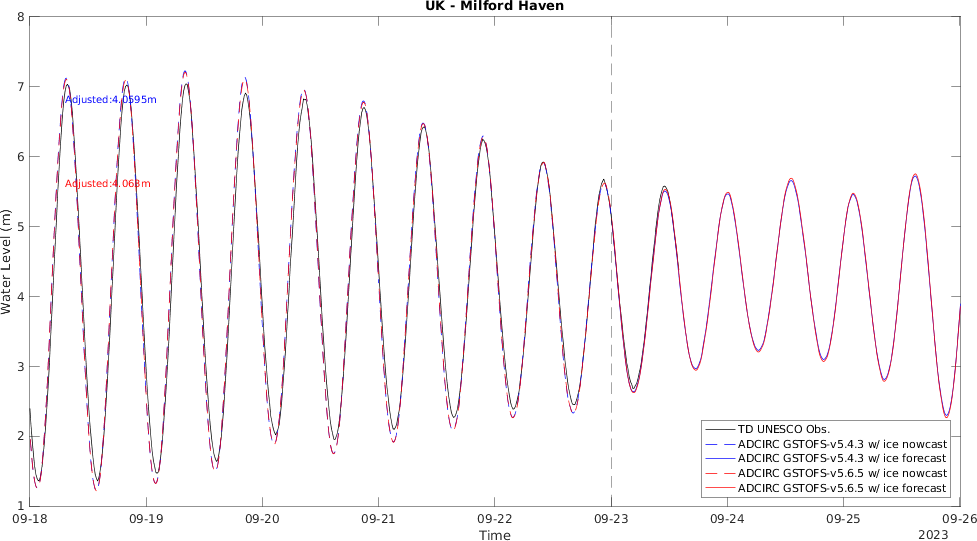 UK - Milford Haven
8
7
6
5
4
3
2
1
Water Level (m)
Adjusted:4.0595m
Adjusted:4.063m
TD UNESCO Obs.
ADCIRC GSTOFS-v5.4.3 w/ ice nowcast
ADCIRC GSTOFS-v5.4.3 w/ ice forecast
ADCIRC GSTOFS-v5.6.5 w/ ice nowcast
ADCIRC GSTOFS-v5.6.5 w/ ice forecast
09-18 09-19 09-20 09-21 09-22 09-23 09-24 09-25 09-26
Time
2023